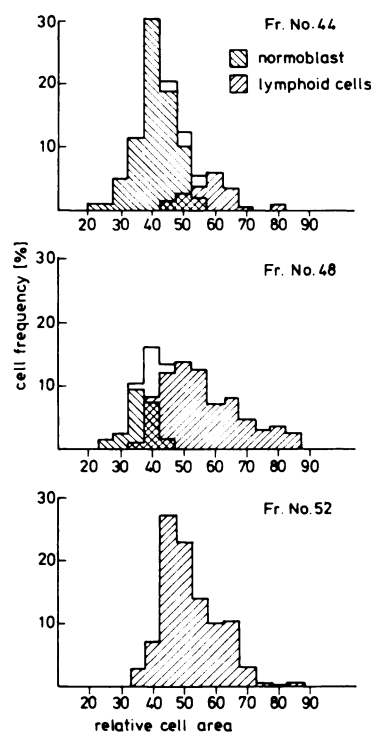 Fr. No. 44
normoblast
lymphoid cells
30
20
10
20 30 40 50 60 70 80 90
Fr. No. 48
cell frequency [%]
30
20
10
20 30 40 50 60 70 80 90
Fr. No. 52
30
20
10
20 30 40 50 60 70 80 90
relative cell area